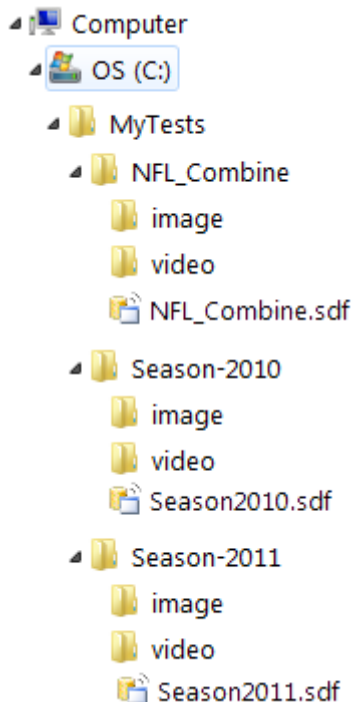 Computer
OS (C:)
MyTests
NFL_Combine
image
video
NFL_Combine.sdf
Season-2010
image
video
Season2010.sdf
Season-2011
image
video
Season2011.sdf